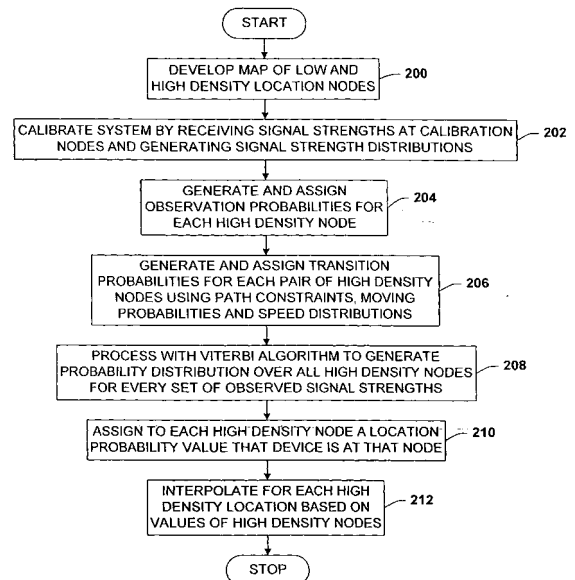 START
DEVELOP MAP OF LOW AND
HIGH DENSITY LOCATION NODES
200
CALIBRATE SYSTEM BY RECEIVING SIGNAL STRENGTHS AT CALIBRATION
NODES AND GENERATING SIGNAL STRENGTH DISTRIBUTIONS
202
GENERATE AND ASSIGN
OBSERVATION PROBABILITIES FOR
EACH HIGH DENSITY NODE
204
GENERATE AND ASSIGN TRANSITION
PROBABILITIES FOR EACH PAIR OF HIGH DENSITY
NODES USING PATH CONSTRAINTS, MOVING
PROBABILITIES AND SPEED DISTRIBUTIONS
206
PROCESS WITH VITERBI ALGORITHM TO GENERATE
PROBABILITY DISTRIBUTION OVER ALL HIGH DENSITY NODES
FOR EVERY SET OF OBSERVED SIGNAL STRENGTHS
208
ASSIGN TO EACH HIGH DENSITY NODE A LOCATION
PROBABILITY VALUE THAT DEVICE IS AT THAT NODE
210
INTERPOLATE FOR EACH HIGH
DENSITY LOCATION BASED ON
VALUES OF HIGH DENSITY NODES
212
STOP